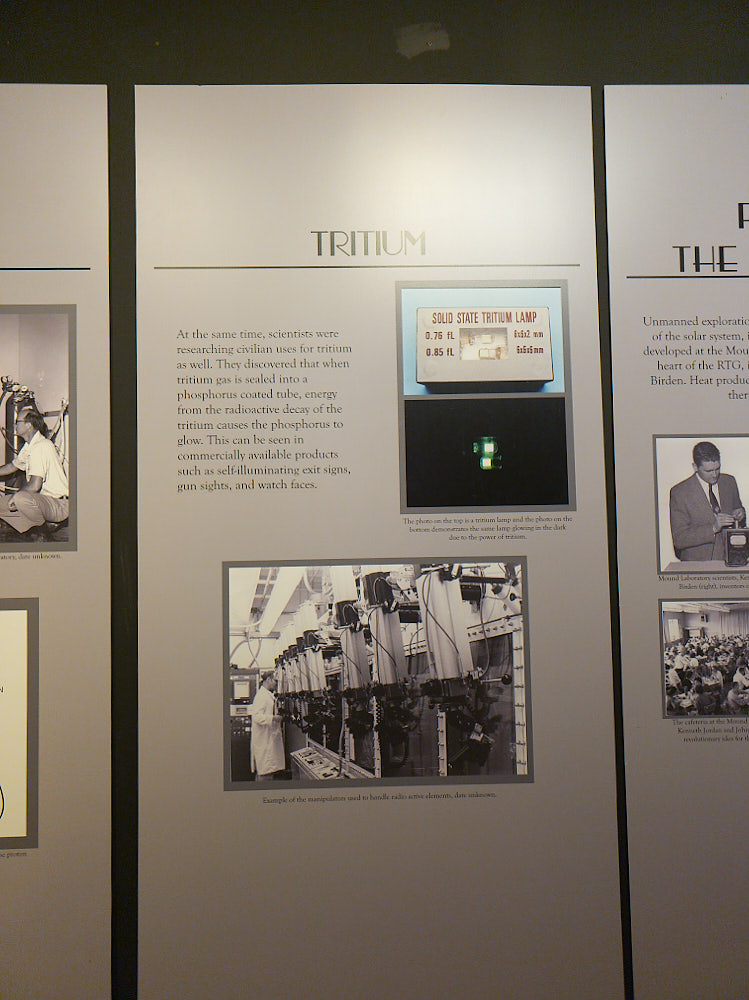 TRITIUM
At the same time, scientists were
researching civilian uses for tritium
as well. They discovered that when
tritium gas is sealed into a
phosphorus coated tube, energy
from the radioactive decay of the
tritium causes the phosphorus to
glow. This can be seen in
commercially available products
such as self-illuminating exit signs,
gun sights, and watch faces.
SOLID STATE TRITIUM LAMP
0.76 fL 6x6x2 mm
0.85 fL 6x6x6mm
The photo on the top is a tritium lamp and the photo on the
bottom demonstrates the same lamp glowing in the dark
due to the power of tritium.
Example of the manipulators used to handle radio active elements, date unknown.
date unknown.
proton
THE
Unmanned exploratio
of the solar system, i
developed at the Mou
heart of the RTG, i
Birden. Heat produc
ther
Mound Laboratory scientists, Ken
Birden (right), inventors
The cafeteria at the Mound
Kenneth Jordan and John
revolutionary idea for th